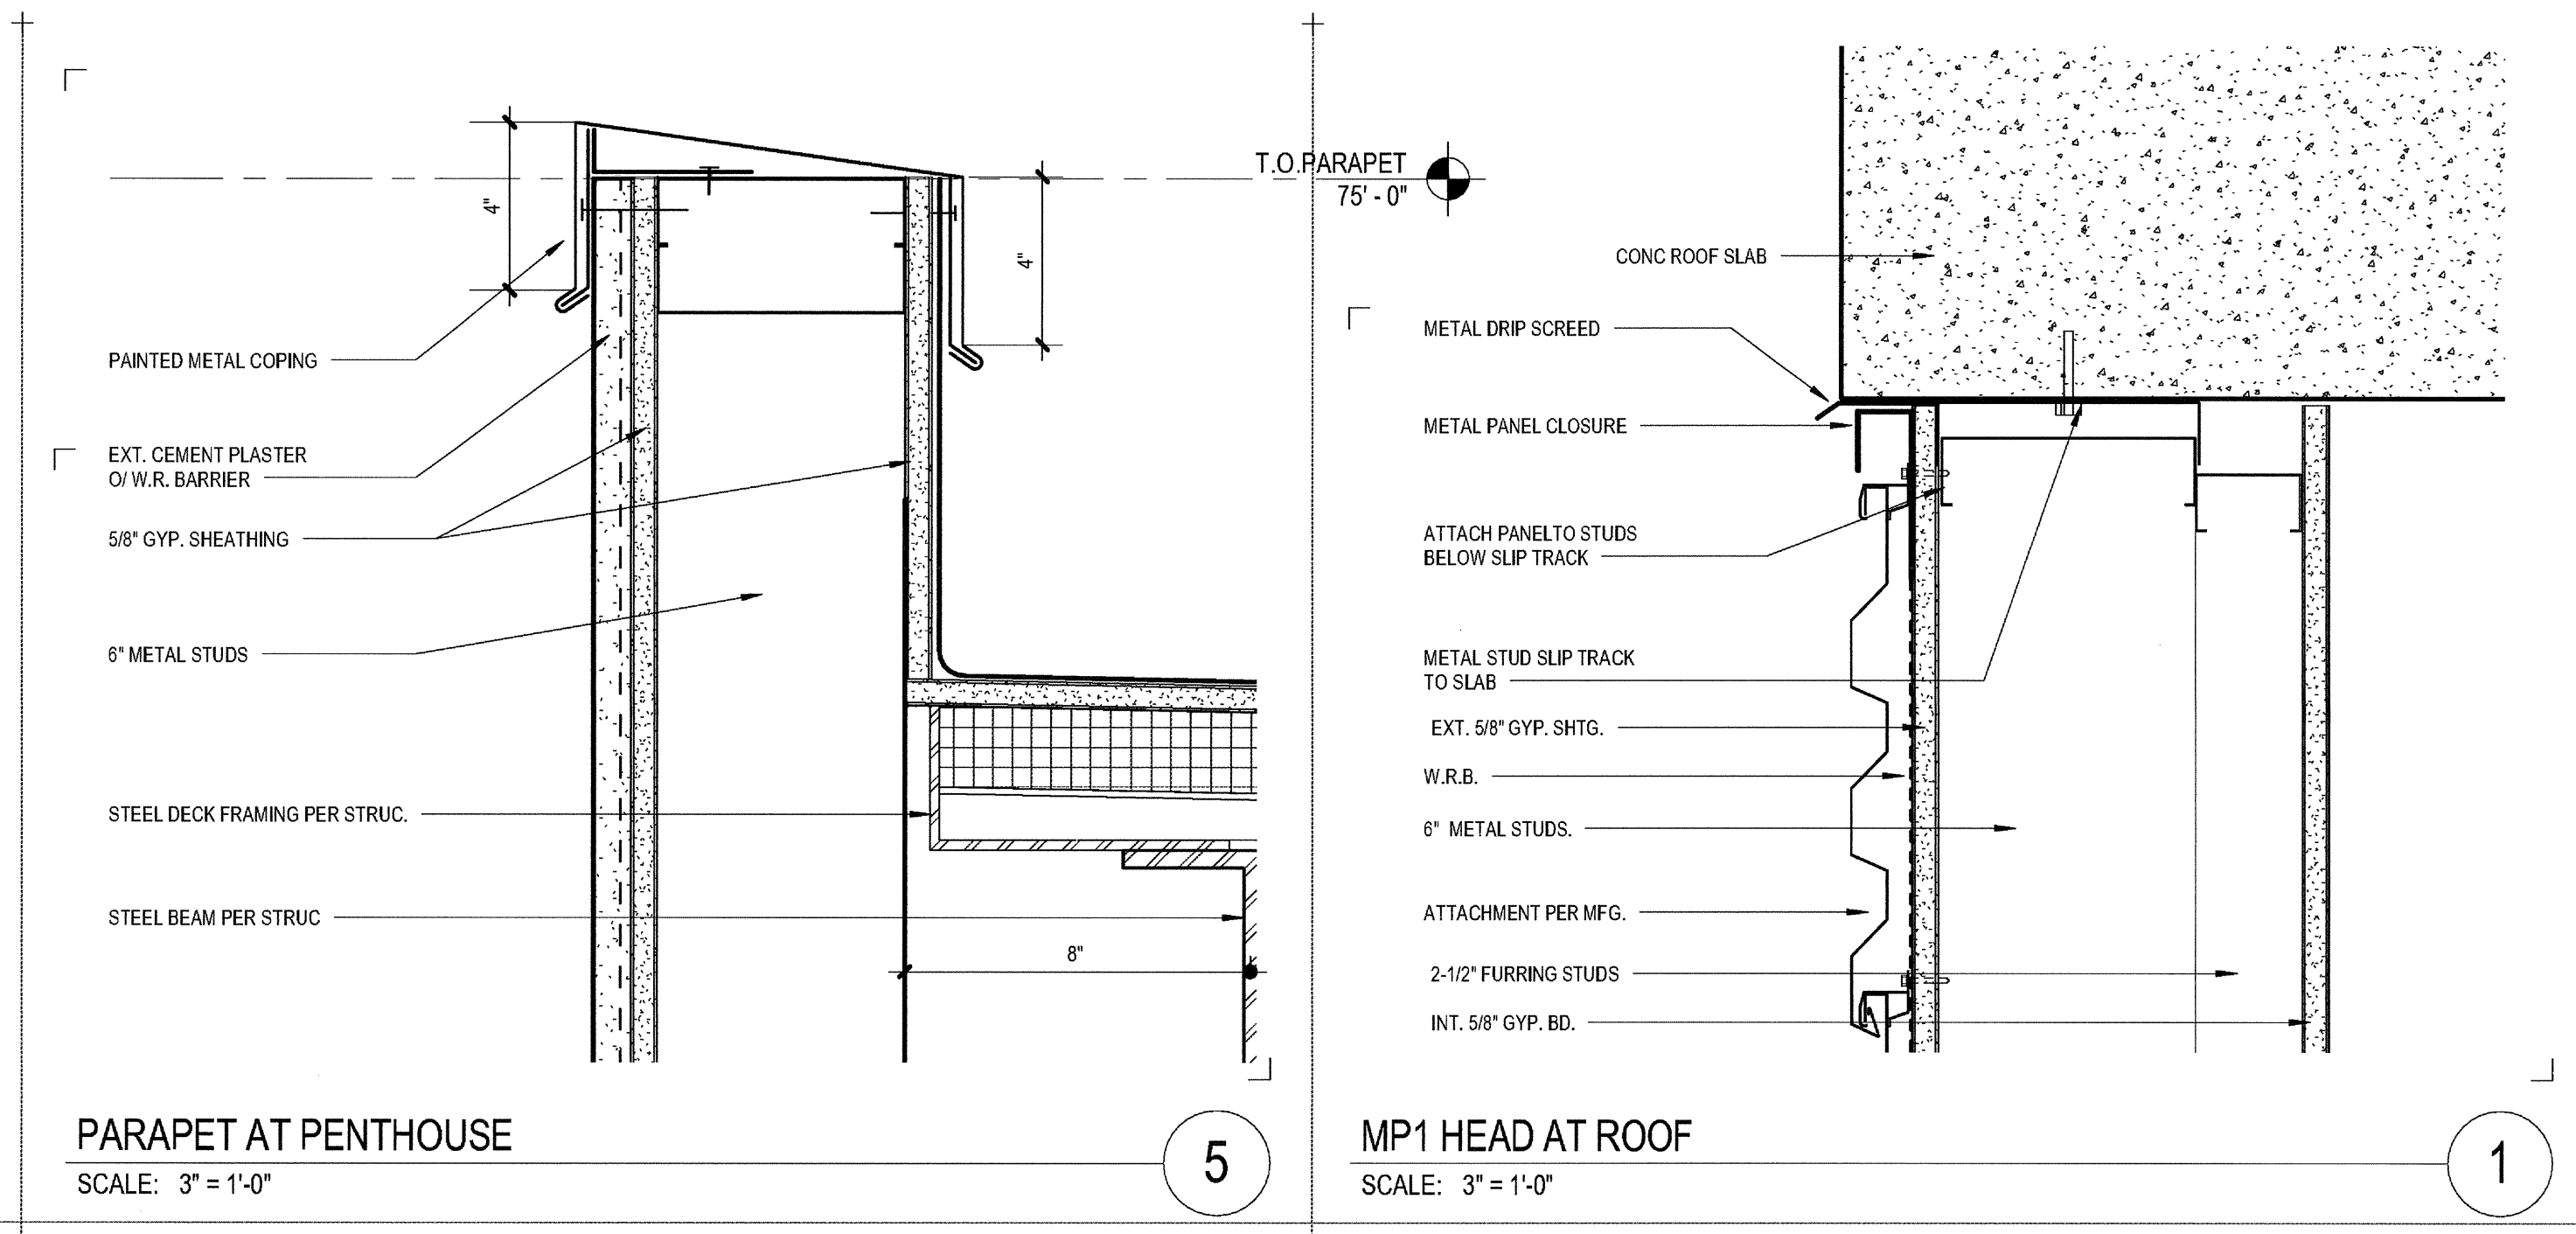 4"
4"
PAINTED METAL COPING
EXT. CEMENT PLASTER
O/ W.R. BARRIER
5/8" GYP. SHEATHING
6" METAL STUDS
STEEL DECK FRAMING PER STRUC.
STEEL BEAM PER STRUC
8"
PARAPET AT PENTHOUSE
SCALE: 3" = 1'-0"
5
T.O.PARAPET
75' - 0"
CONC ROOF SLAB
METAL DRIP SCREED
METAL PANEL CLOSURE
ATTACH PANELTO STUDS
BELOW SLIP TRACK
METAL STUD SLIP TRACK
TO SLAB
EXT. 5/8" GYP. SHTG.
W.R.B.
6" METAL STUDS.
ATTACHMENT PER MFG.
2-1/2" FURRING STUDS
INT. 5/8" GYP. BD.
MP1 HEAD AT ROOF
SCALE: 3" = 1'-0"
1